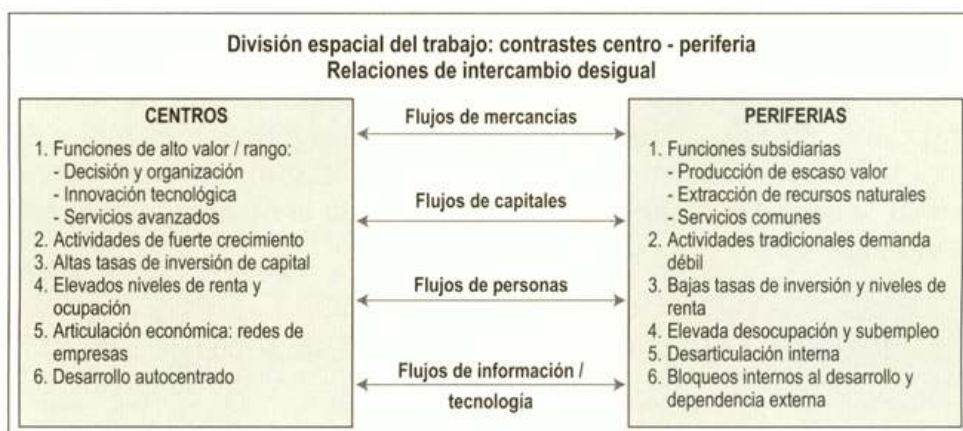 División espacial del trabajo: contrastes centro - periferia
Relaciones de intercambio desigual
CENTROS
1. Funciones de alto valor / rango:
- Decisión y organización
- Innovación tecnológica
- Servicios avanzados
2. Actividades de fuerte crecimiento
3. Altas tasas de inversión de capital
4. Elevados niveles de renta y
ocupación
5. Articulación económica: redes de
empresas
6. Desarrollo autocentrado
Flujos de mercancías
Flujos de capitales
Flujos de personas
Flujos de información /
tecnología
PERIFERIAS
1. Funciones subsidiarias
- Producción de escaso valor
- Extracción de recursos naturales
- Servicios comunes
2. Actividades tradicionales demanda
débil
3. Bajas tasas de inversión y niveles de
renta
4. Elevada desocupación y subempleo
5. Desarticulación interna
6. Bloqueos internos al desarrollo y
dependencia externa